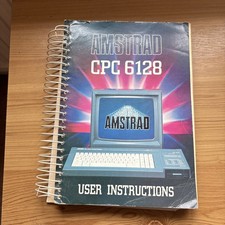 AMSTRAD
CPC 6128
AMSTRAD
USER INSTRUCTIONS